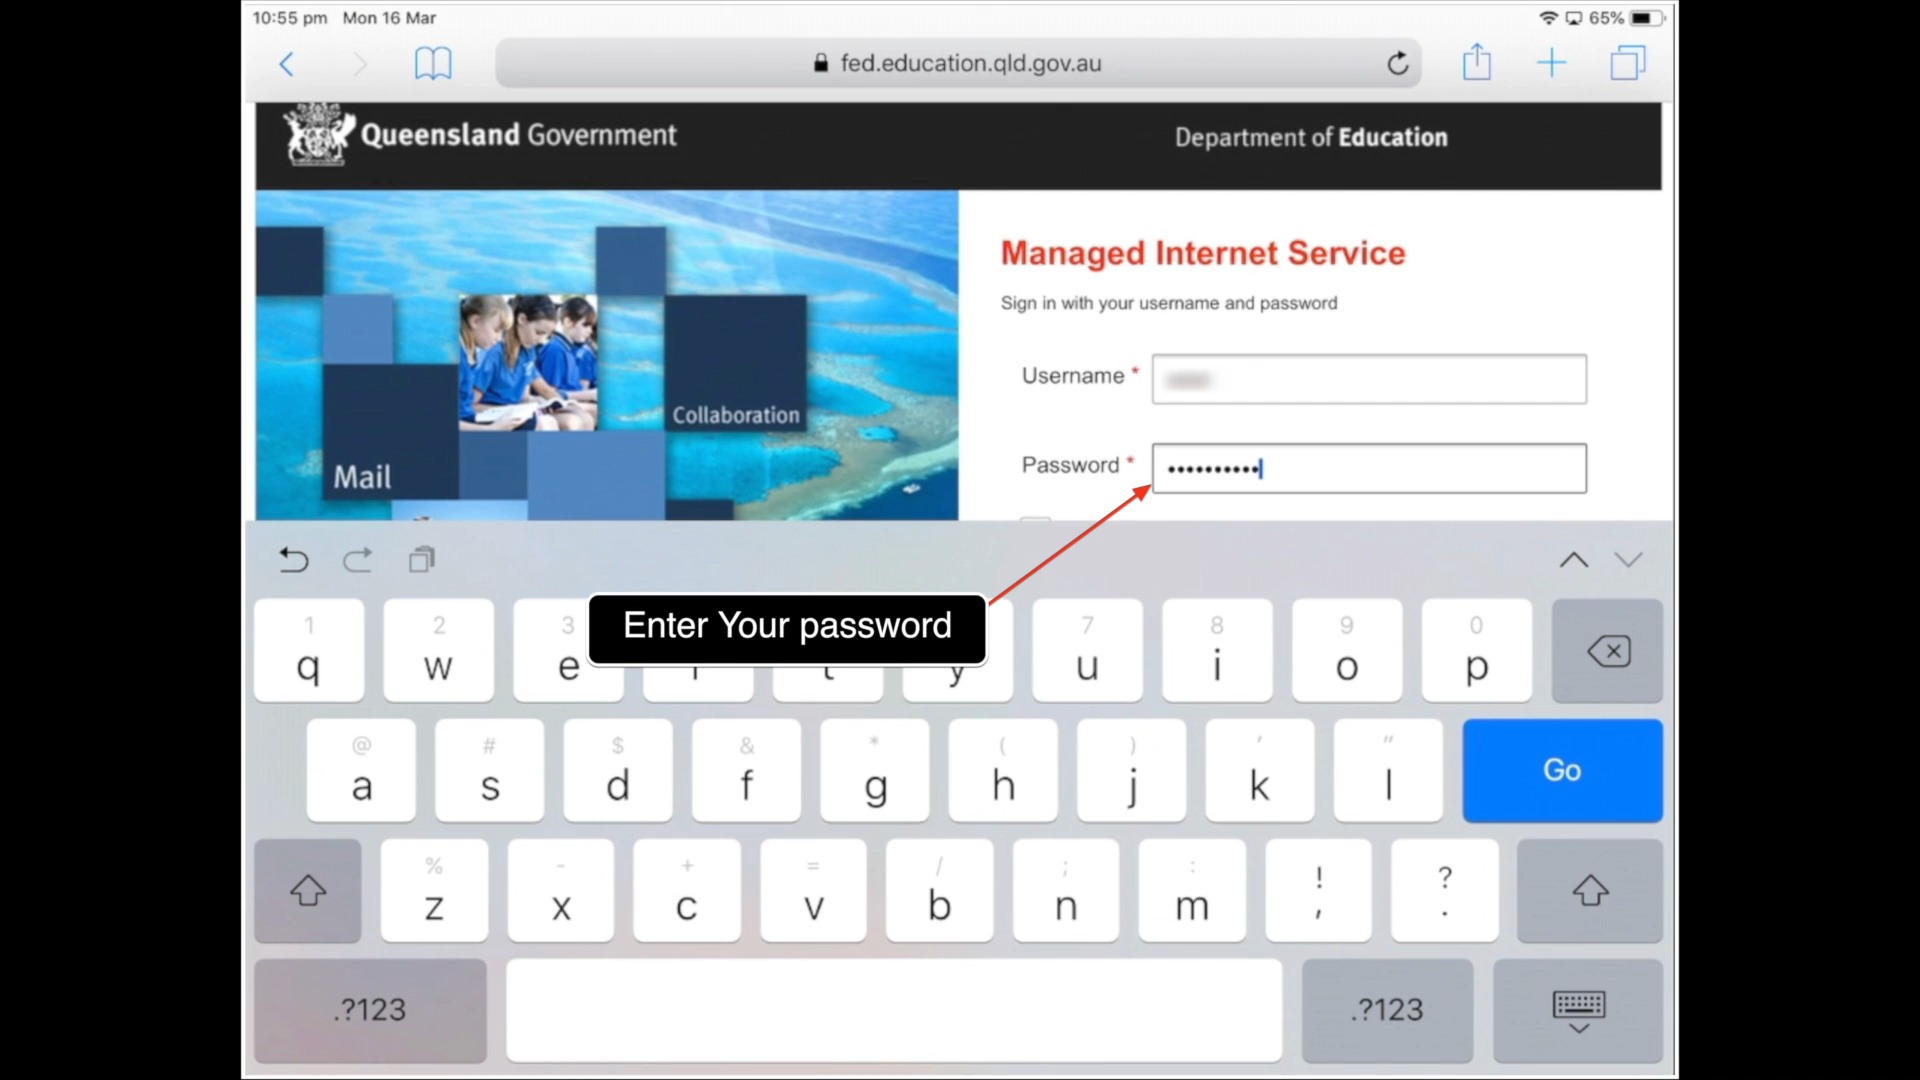 10:55 pm Mon 16 Mar
65%
fed.education.qld.gov.au
Queensland Government
Department of Education
Managed Internet Service
Sign in with your username and password
Username *
Collaboration
Mail
Password *
••••••••••
Enter Your password
1 2 3 7 8 9 0
q w e y u i o p
@ # $ & * ( ) ' "
a s d f g h j k l
Go
% - + = / ; : ! ?
z x c v b n m , .
.?123
.?123